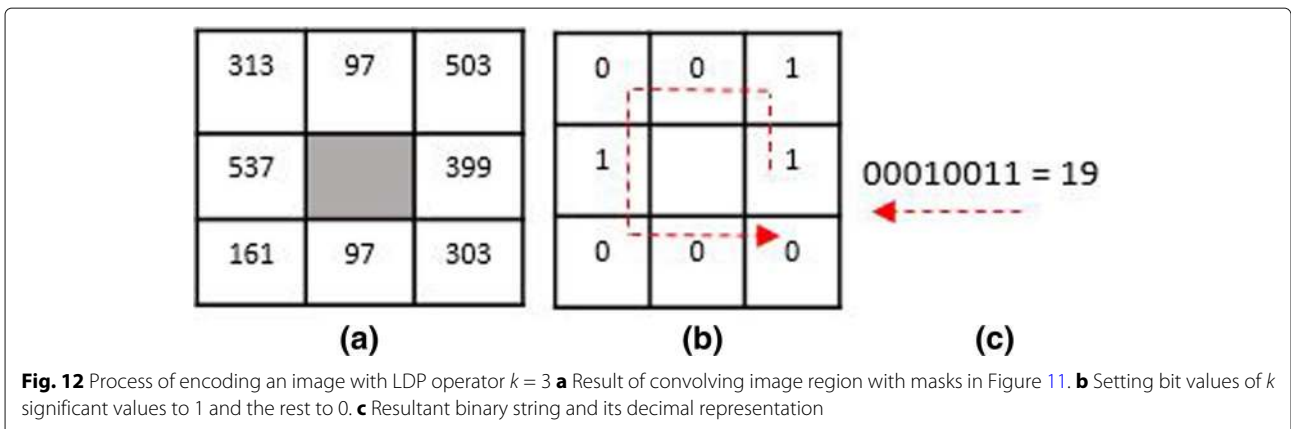 313 97 503
537 399
161 97 303
(a)
0 0 1
1 1
0 0 0
(b)
00010011 = 19
(c)
Fig. 12 Process of encoding an image with LDP operator k = 3 a Result of convolving image region with masks in Figure 11. b Setting bit values of k
significant values to 1 and the rest to 0. c Resultant binary string and its decimal representation